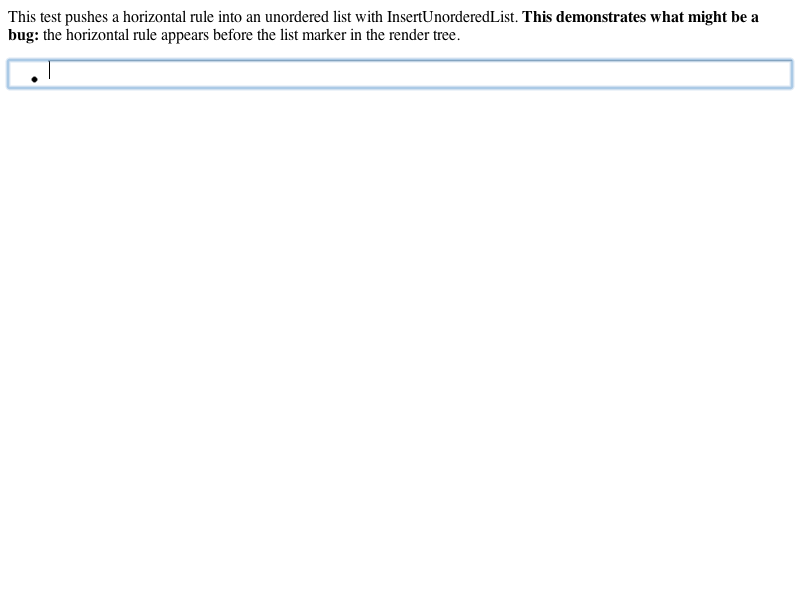 This test pushes a horizontal rule into an unordered list with InsertUnorderedList. This demonstrates what might be a
bug: the horizontal rule appears before the list marker in the render tree.